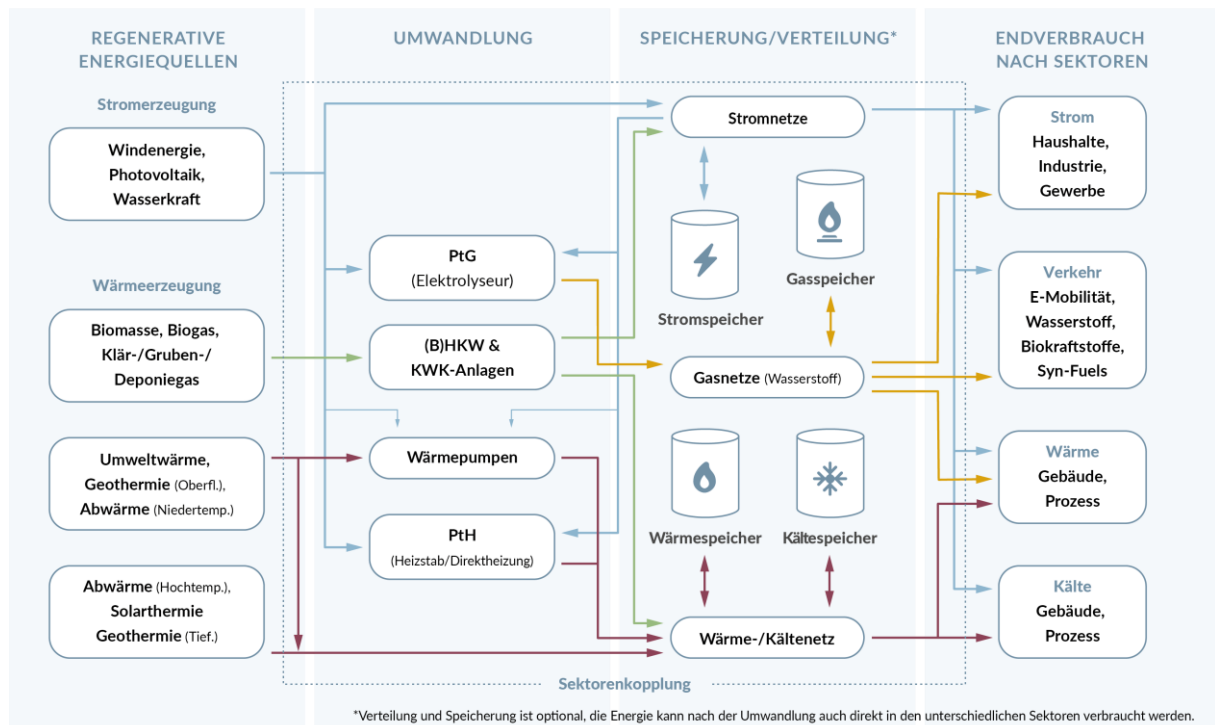 REGENERATIVE
ENERGIEQUELLEN
UMWANDLUNG
SPEICHERUNG/VERTEILUNG*
ENDVERBRAUCH
NACH SEKTOREN
Stromerzeugung
Windenergie,
Photovoltaik,
Wasserkraft
Wärmeerzeugung
Biomasse, Biogas,
Klär-/Gruben-/
Deponiegas
Umweltwärme,
Geothermie (Oberfl.),
Abwärme (Niedertemp.)
Abwärme (Hochtemp.),
Solarthermie
Geothermie (Tief.)
PtG
(Elektrolyseur)
(B)HKW &
KWK-Anlagen
Wärmepumpen
PtH
(Heizstab/Direktheizung)
Stromnetze
Stromspeicher
Gasspeicher
Gasnetze (Wasserstoff)
Wärmespeicher
Kältespeicher
Wärme-/Kältenetz
Strom
Haushalte,
Industrie,
Gewerbe
Verkehr
E-Mobilität,
Wasserstoff,
Biokraftstoffe,
Syn-Fuels
Wärme
Gebäude,
Prozess
Kälte
Gebäude,
Prozess
Sektorenkopplung
*Verteilung und Speicherung ist optional, die Energie kann nach der Umwandlung auch direkt in den unterschiedlichen Sektoren verbraucht werden.